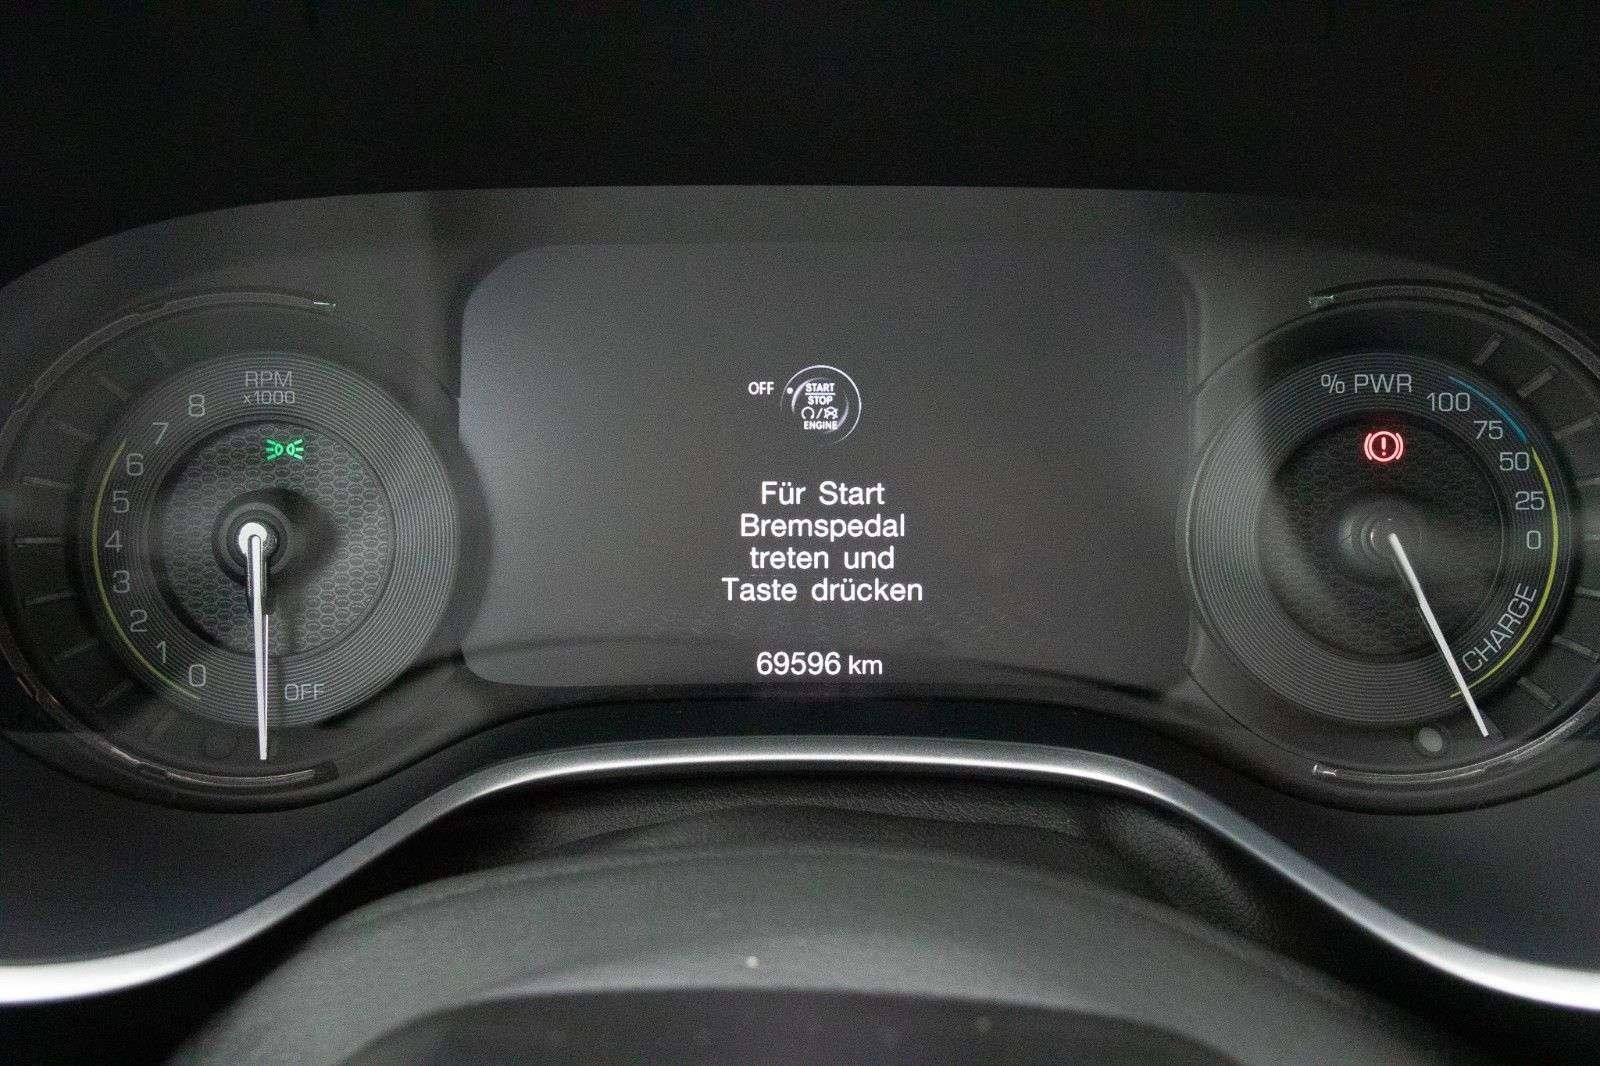 RPM
x1000
8
7
6
5
4
3
2
1
0
OFF
OFF
START
STOP
ENGINE
Für Start
Bremspedal
treten und
Taste drücken
69596 km
% PWR
100
75
50
25
0
CHARGE